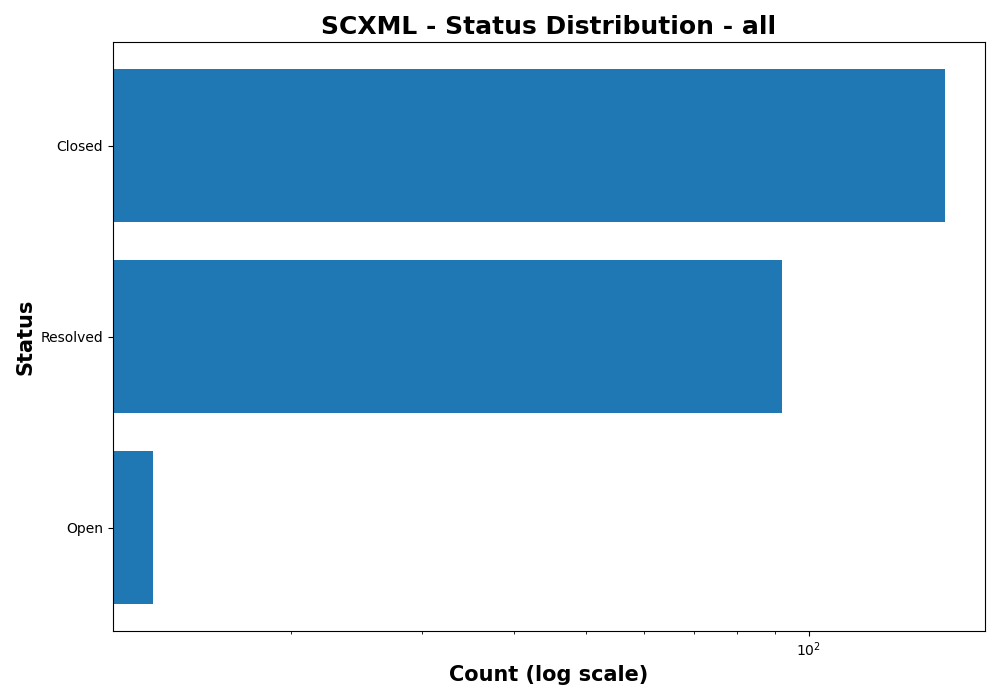 SCXML - Status Distribution - all
Closed
Resolved
Open
Status
10²
Count (log scale)